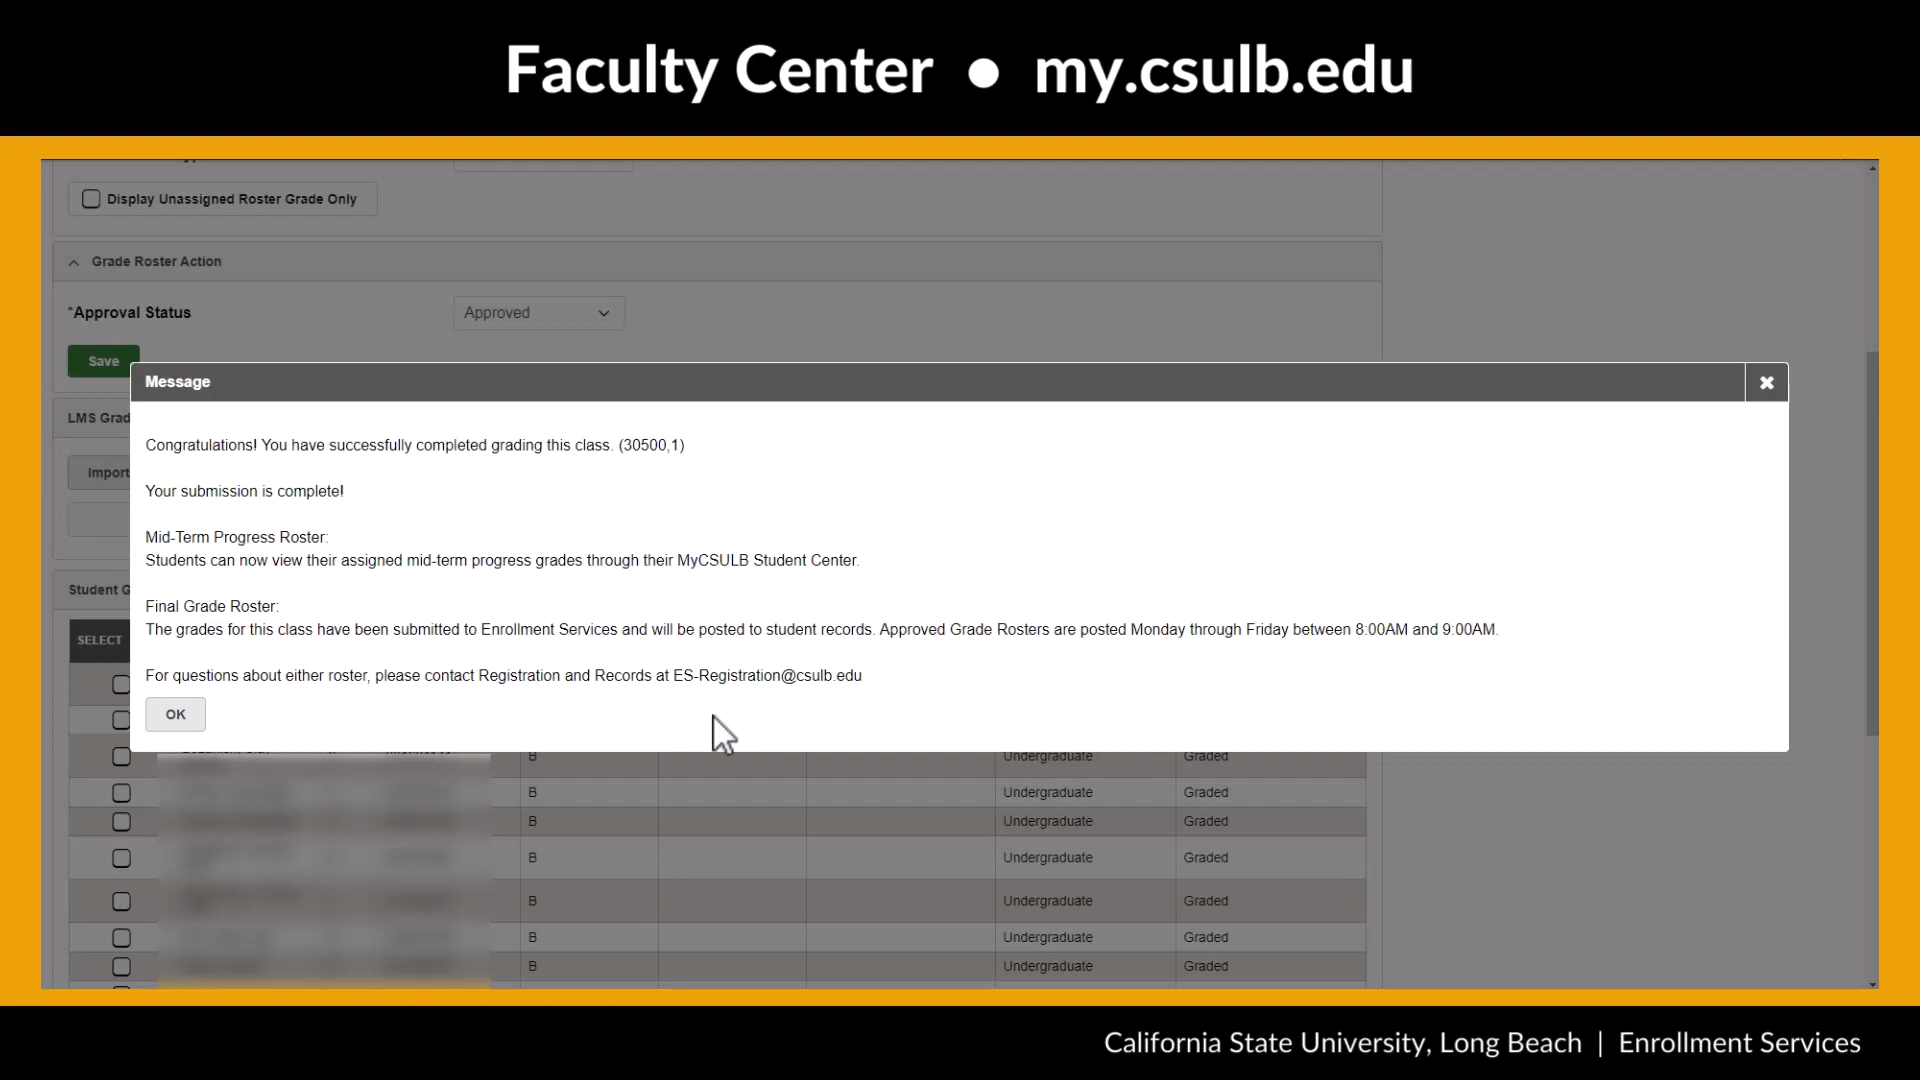 Faculty Center • my.csulb.edu
Display Unassigned Roster Grade Only
Grade Roster Action
*Approval Status
Approved
Save
Message
LMS Grad
Congratulations! You have successfully completed grading this class. (30500,1)
Import
Your submission is complete!
Mid-Term Progress Roster:
Students can now view their assigned mid-term progress grades through their MyCSULB Student Center.
Student G
Final Grade Roster:
The grades for this class have been submitted to Enrollment Services and will be posted to student records. Approved Grade Rosters are posted Monday through Friday between 8:00AM and 9:00AM.
SELECT
For questions about either roster, please contact Registration and Records at ES-Registration@csulb.edu
OK
B Undergraduate Graded
B Undergraduate Graded
B Undergraduate Graded
B Undergraduate Graded
B Undergraduate Graded
B Undergraduate Graded
B Undergraduate Graded
California State University, Long Beach | Enrollment Services